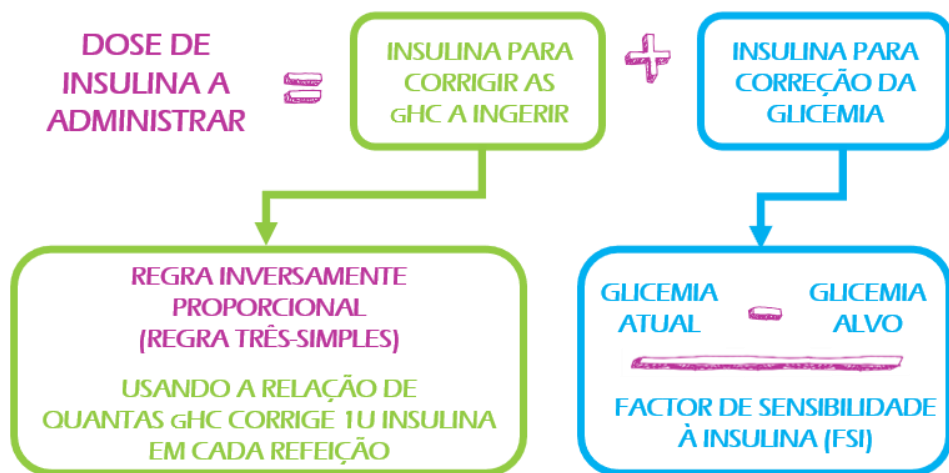 DOSE DE
INSULINA A
ADMINISTRAR
=
INSULINA PARA
CORRIGIR AS
gHC A INGERIR
+
INSULINA PARA
CORREÇÃO DA
GLICEMIA
REGRA INVERSAMENTE
PROPORCIONAL
(REGRA TRÊS-SIMPLES)
USANDO A RELAÇÃO DE
QUANTAS gHC CORRIGE 1U INSULINA
EM CADA REFEIÇÃO
GLICEMIA
ATUAL
-
GLICEMIA
ALVO
FACTOR DE SENSIBILIDADE
À INSULINA (FSI)